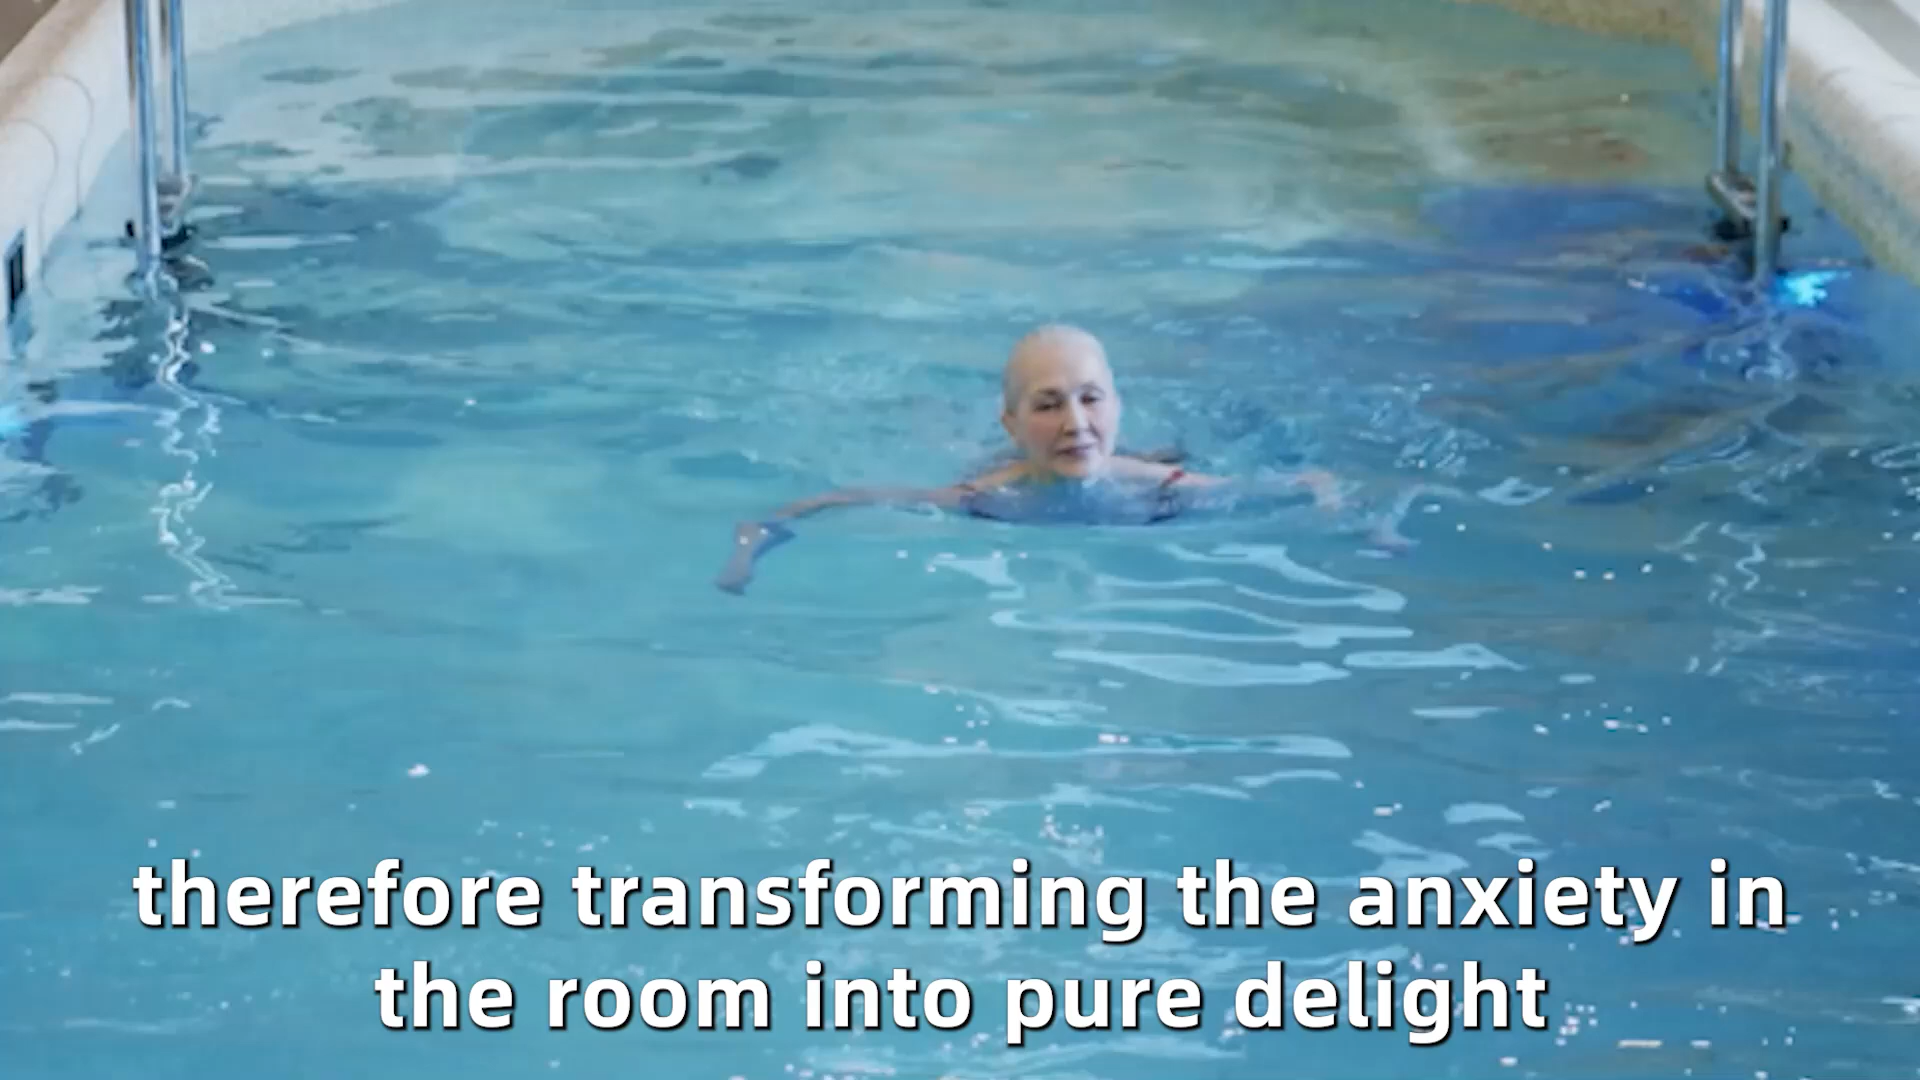 therefore transforming the anxiety in
the room into pure delight